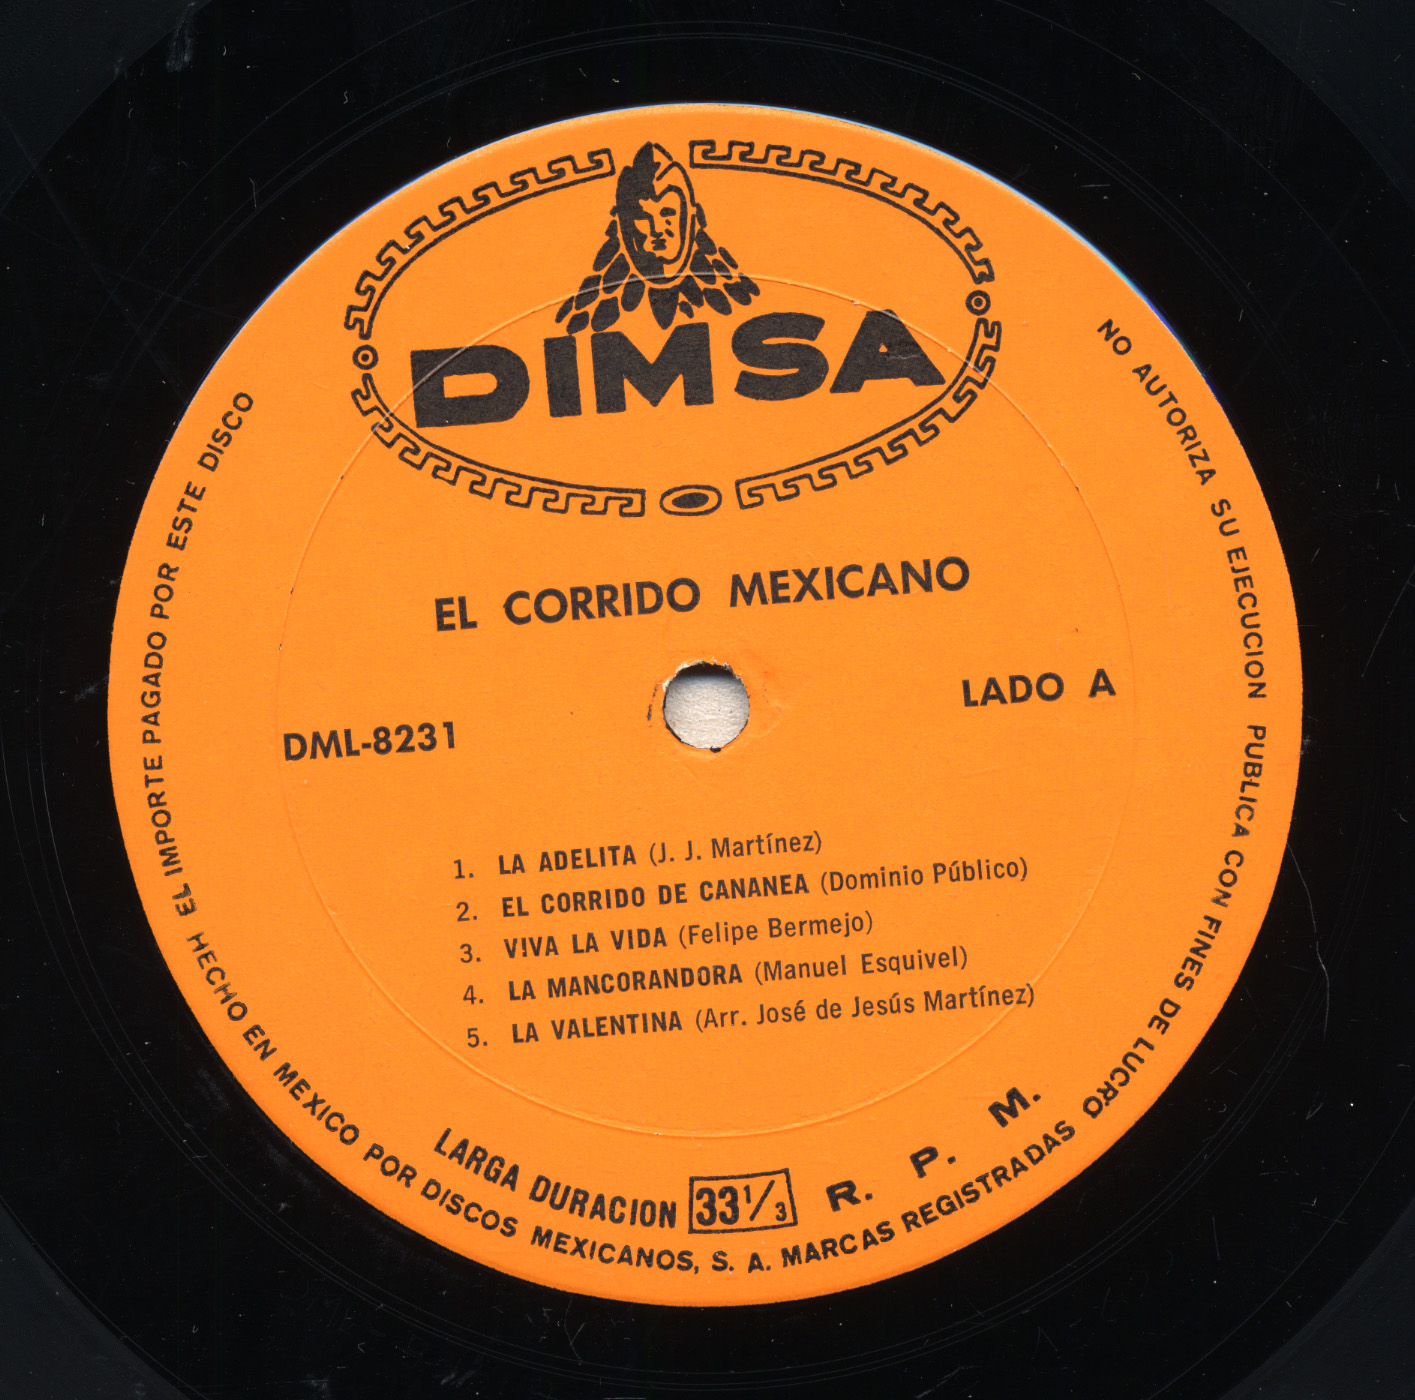 DIMSA
EL CORRIDO MEXICANO
LADO A
DML-8231
1. LA ADELITA (J. J. Martínez)
2. EL CORRIDO DE CANANEA (Dominio Público)
3. VIVA LA VIDA (Felipe Bermejo)
4. LA MANCORANDORA (Manuel Esquivel)
5. LA VALENTINA (Arr. José de Jesús Martínez)
LARGA DURACION 33 1/3 R. P. M.
HECHO EN MEXICO POR DISCOS MEXICANOS, S. A. MARCAS REGISTRADAS
EL IMPORTE PAGADO POR ESTE DISCO
NO AUTORIZA SU EJECUCION PUBLICA CON FINES DE LUCRO